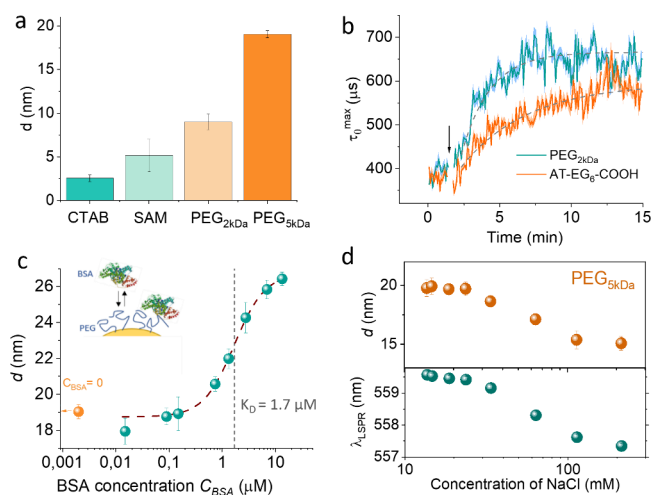 a
d (nm)
20
15
10
5
0
CTAB
SAM
PEG2kDa
PEG5kDa
b
τ0max (μs)
700
600
500
400
PEG2kDa
AT-EG6-COOH
0
5
10
15
Time (min)
c
d (nm)
28
26
24
22
20
18
BSA
PEG
CBSA= 0
KD = 1.7 μM
0,001
0,01
0,1
1
10
BSA concentration CBSA (μM)
d
d (nm)
20
15
PEG5kDa
λLSPR (nm)
559
558
557
10
100
Concentration of NaCl (mM)